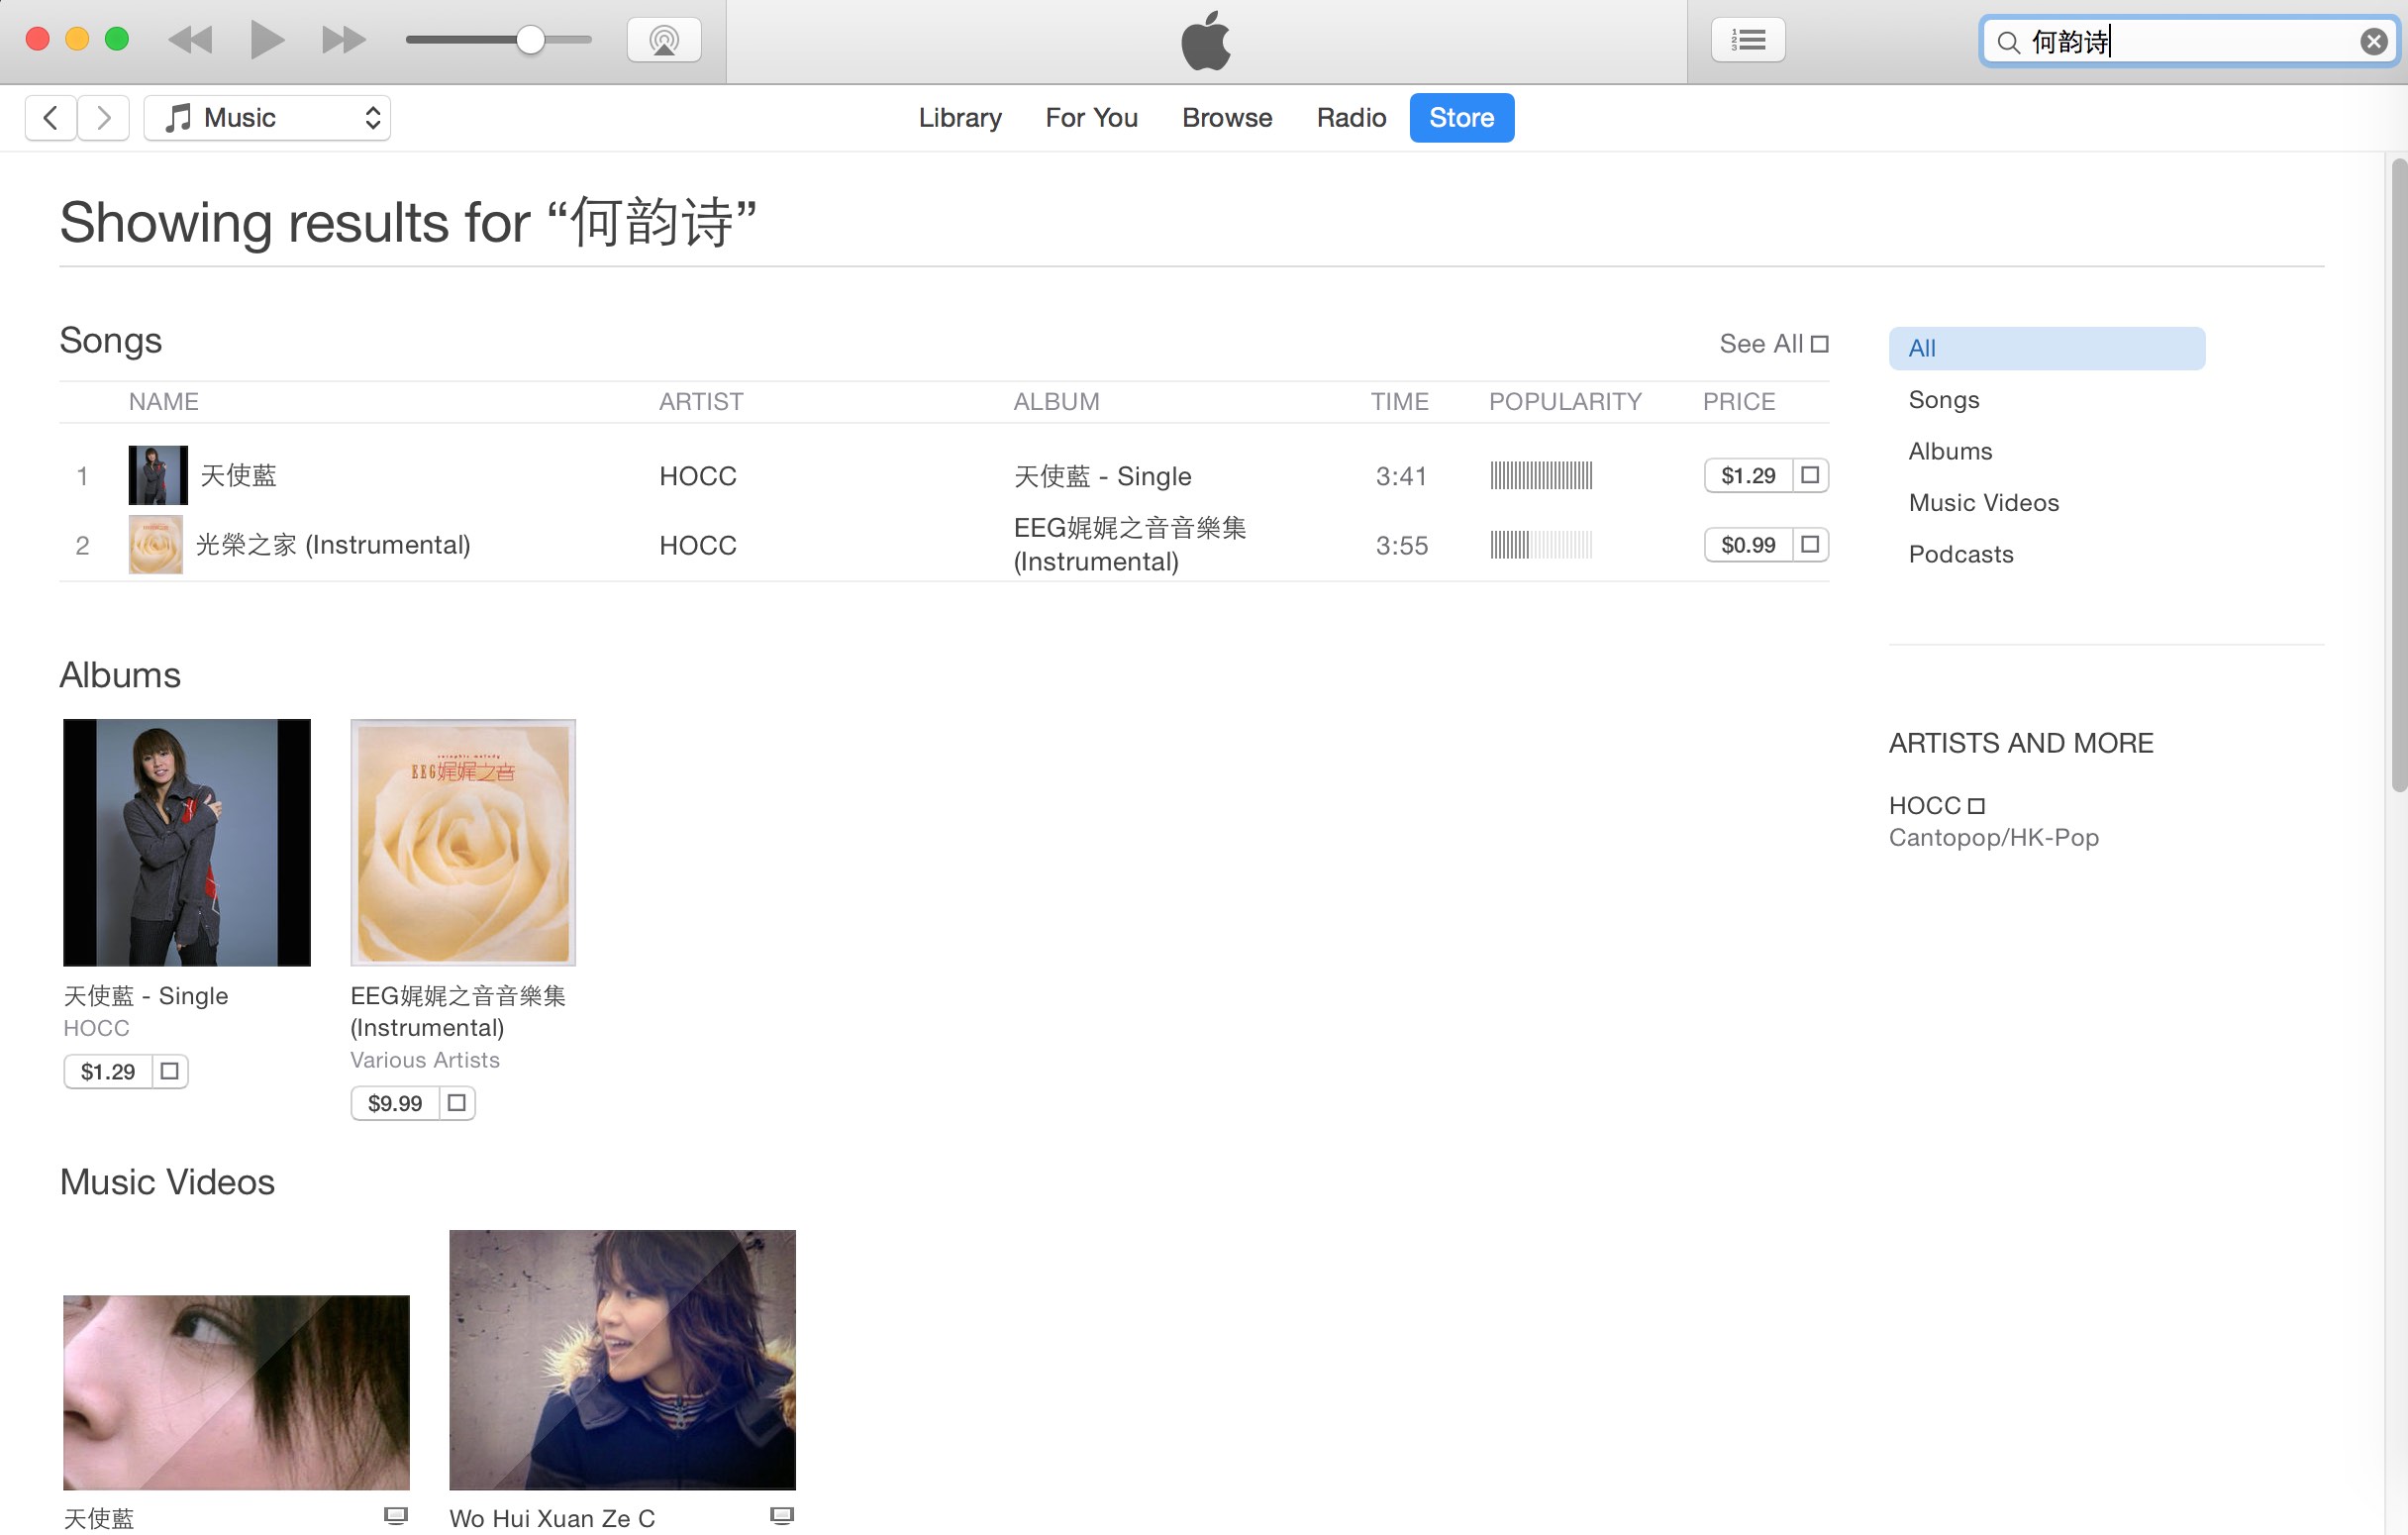 何韵诗
Music
Library
For You
Browse
Radio
Store
Showing results for “何韵诗”
Songs
See All
NAME
ARTIST
ALBUM
TIME
POPULARITY
PRICE
1
天使藍
HOCC
天使藍 - Single
3:41
$1.29
2
光榮之家 (Instrumental)
HOCC
EEG娓娓之音音樂集
(Instrumental)
3:55
$0.99
All
Songs
Albums
Music Videos
Podcasts
ARTISTS AND MORE
HOCC
Cantopop/HK-Pop
Albums
EEG娓娓之音
天使藍 - Single
HOCC
$1.29
EEG娓娓之音音樂集
(Instrumental)
Various Artists
$9.99
Music Videos
天使藍
Wo Hui Xuan Ze C